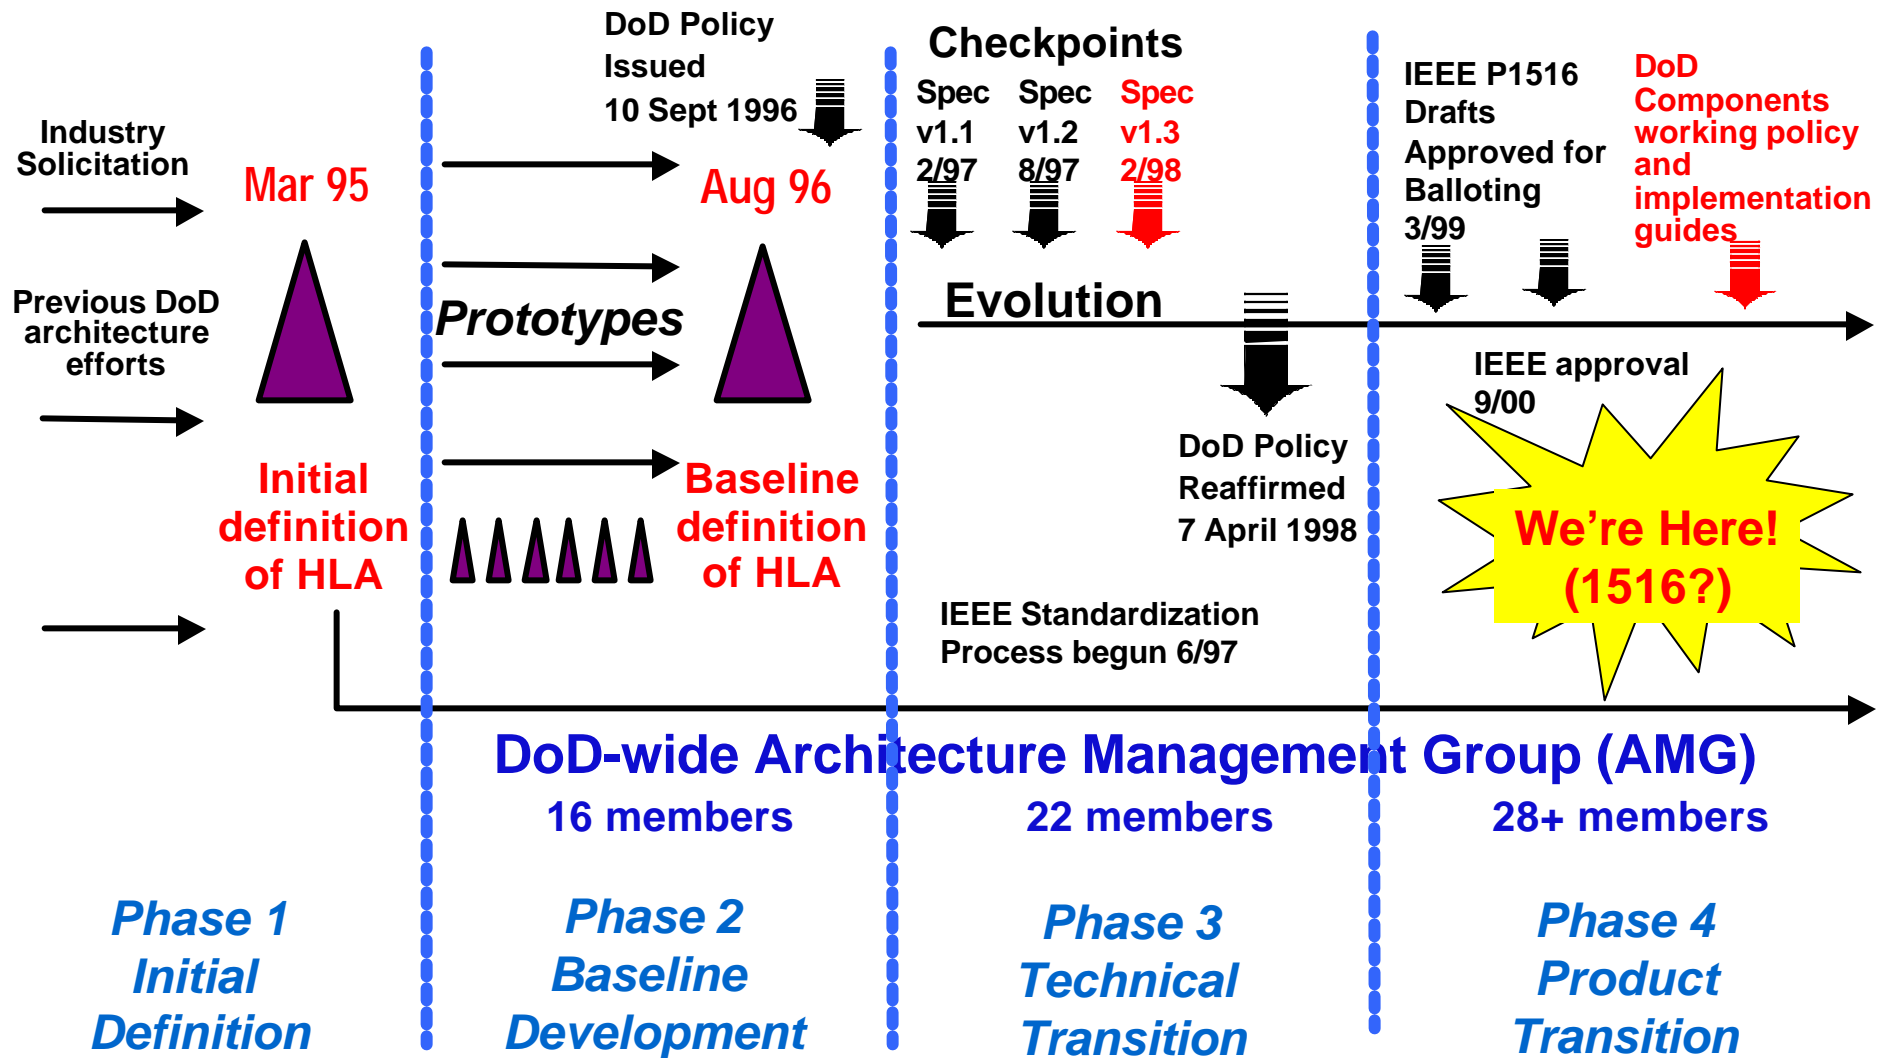 Industry
Solicitation
Previous DoD
architecture
efforts
Mar 95
Initial
definition
of HLA
DoD Policy
Issued
10 Sept 1996
Prototypes
Aug 96
Baseline
definition
of HLA
Checkpoints
Spec
v1.1
2/97
Spec
v1.2
8/97
Spec
v1.3
2/98
Evolution
DoD Policy
Reaffirmed
7 April 1998
IEEE Standardization
Process begun 6/97
IEEE P1516
Drafts
Approved for
Balloting
3/99
DoD
Components
working policy
and
implementation
guides
IEEE approval
9/00
We're Here!
(1516?)
DoD-wide Architecture Management Group (AMG)
16 members
22 members
28+ members
Phase 1
Initial
Definition
Phase 2
Baseline
Development
Phase 3
Technical
Transition
Phase 4
Product
Transition